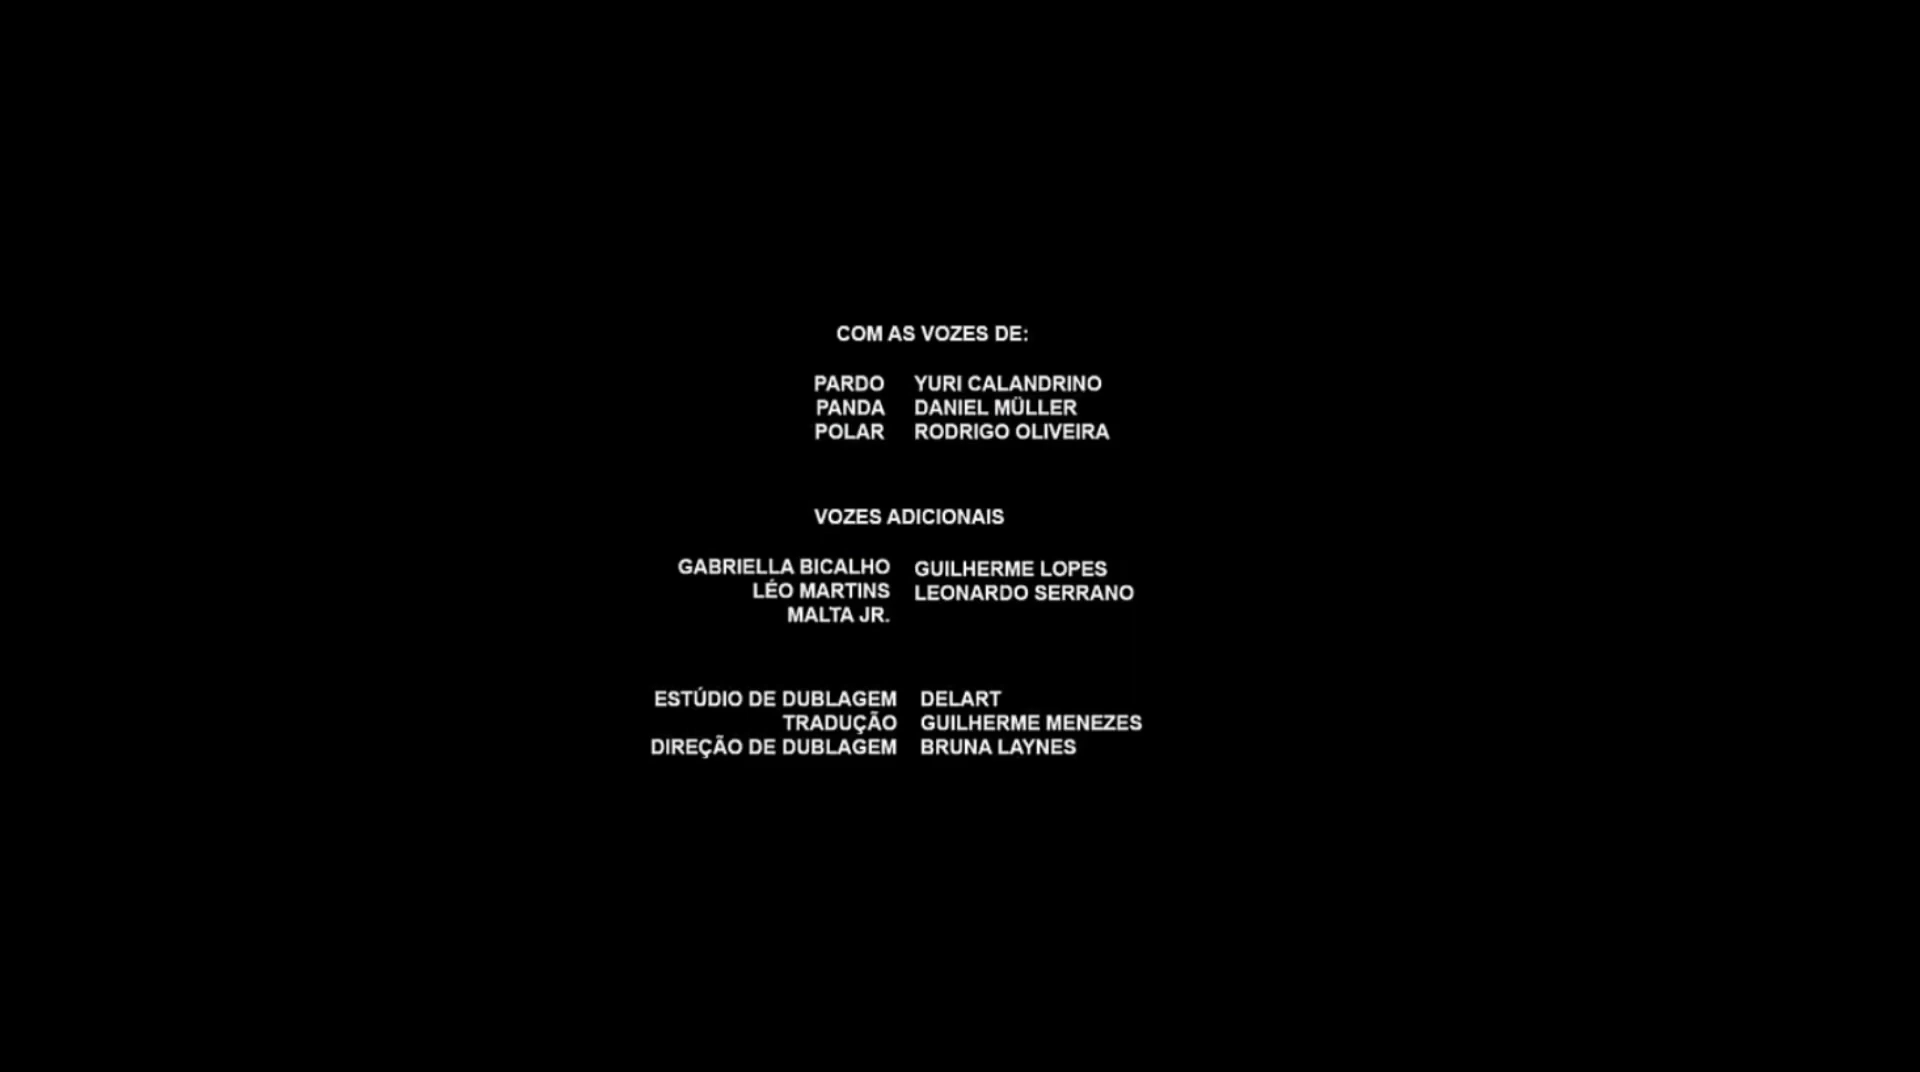 COM AS VOZES DE:
PARDO YURI CALANDRINO
PANDA DANIEL MÜLLER
POLAR RODRIGO OLIVEIRA
VOZES ADICIONAIS
GABRIELLA BICALHO GUILHERME LOPES
LÉO MARTINS LEONARDO SERRANO
MALTA JR.
ESTÚDIO DE DUBLAGEM DELART
TRADUÇÃO GUILHERME MENEZES
DIREÇÃO DE DUBLAGEM BRUNA LAYNES